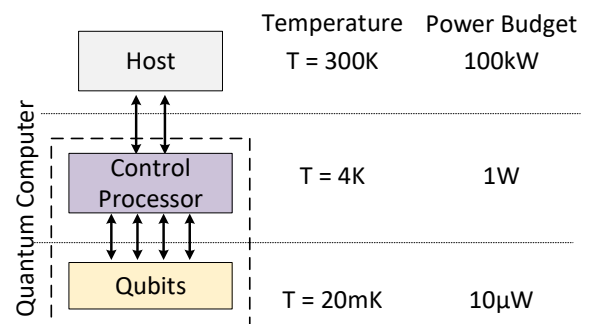 Temperature Power Budget
Host T = 300K 100kW
Quantum Computer
Control
Processor
T = 4K 1W
Qubits
T = 20mK 10µW